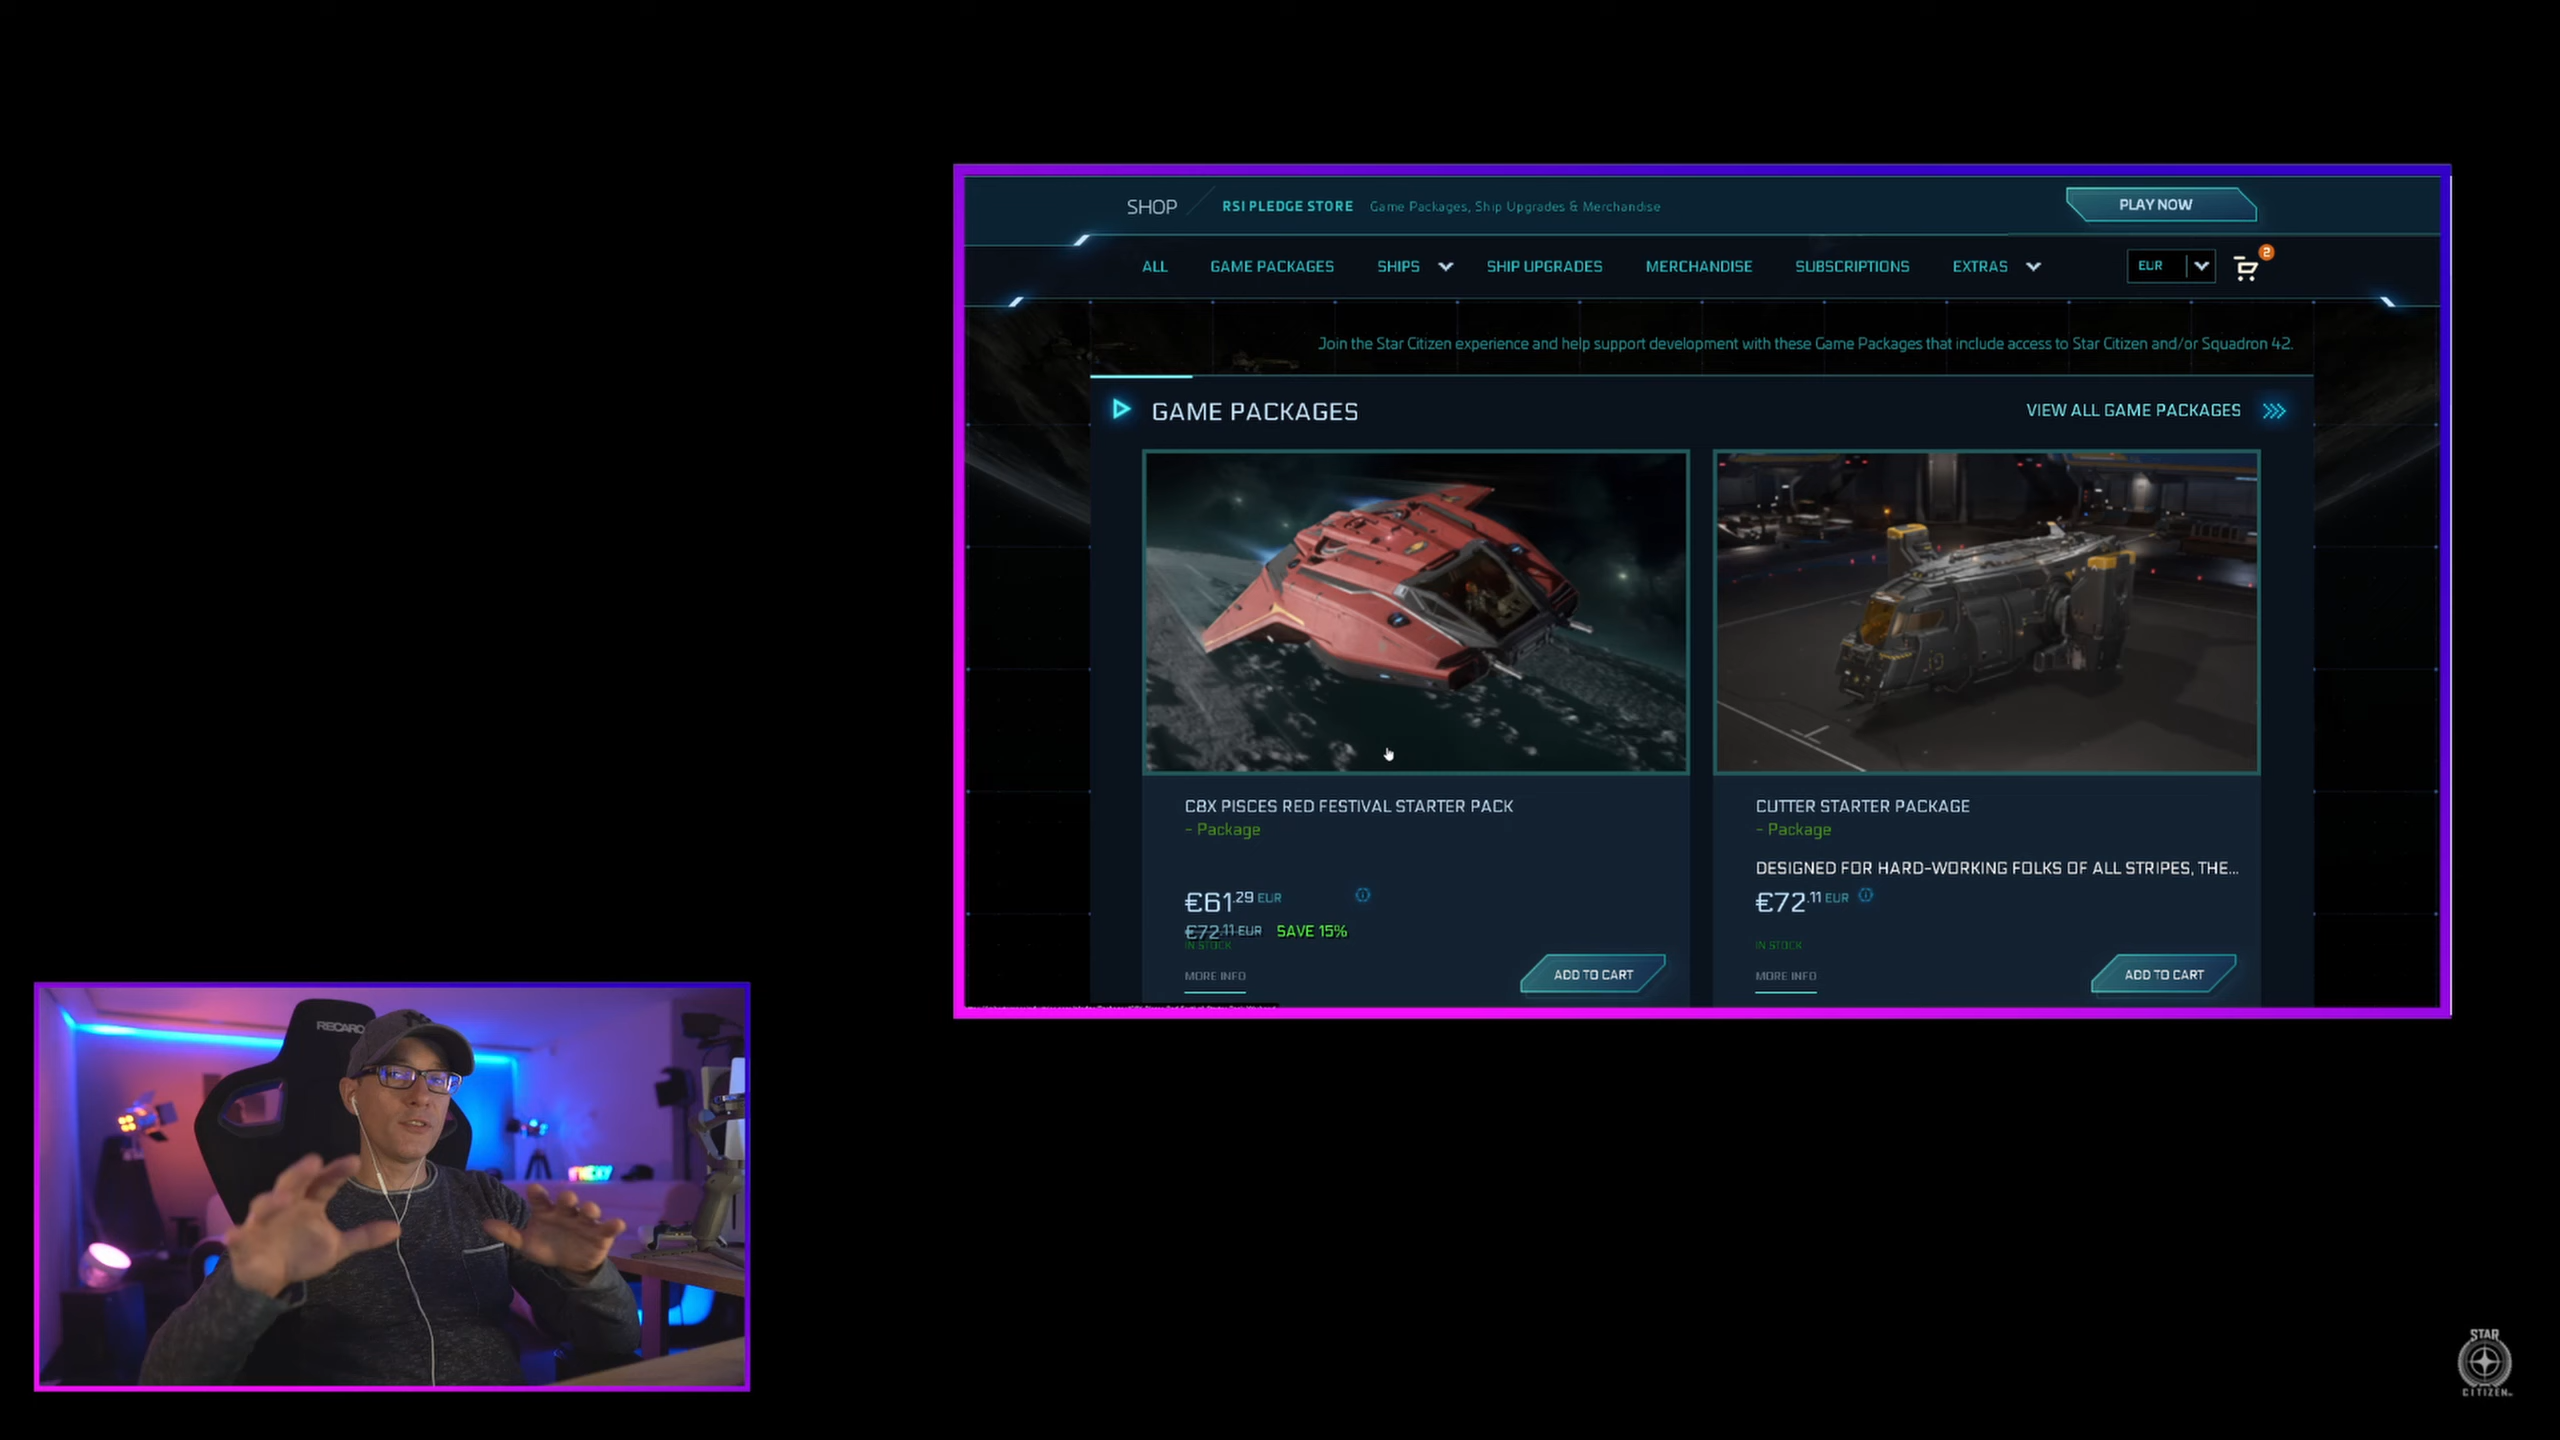 SHOP
RSI PLEDGE STORE
Game Packages, Ship Upgrades & Merchandise
PLAY NOW
ALL
GAME PACKAGES
SHIPS
SHIP UPGRADES
MERCHANDISE
SUBSCRIPTIONS
EXTRAS
EUR
2
Join the Star Citizen experience and help support development with these Game Packages that include access to Star Citizen and/or Squadron 42.
GAME PACKAGES
VIEW ALL GAME PACKAGES
C8X PISCES RED FESTIVAL STARTER PACK
- Package
€61.29 EUR
€72.11 EUR SAVE 15%
IN STOCK
MORE INFO
ADD TO CART
CUTTER STARTER PACKAGE
- Package
DESIGNED FOR HARD-WORKING FOLKS OF ALL STRIPES, THE...
€72.11 EUR
IN STOCK
MORE INFO
ADD TO CART
RECARO
STAR
CITIZEN